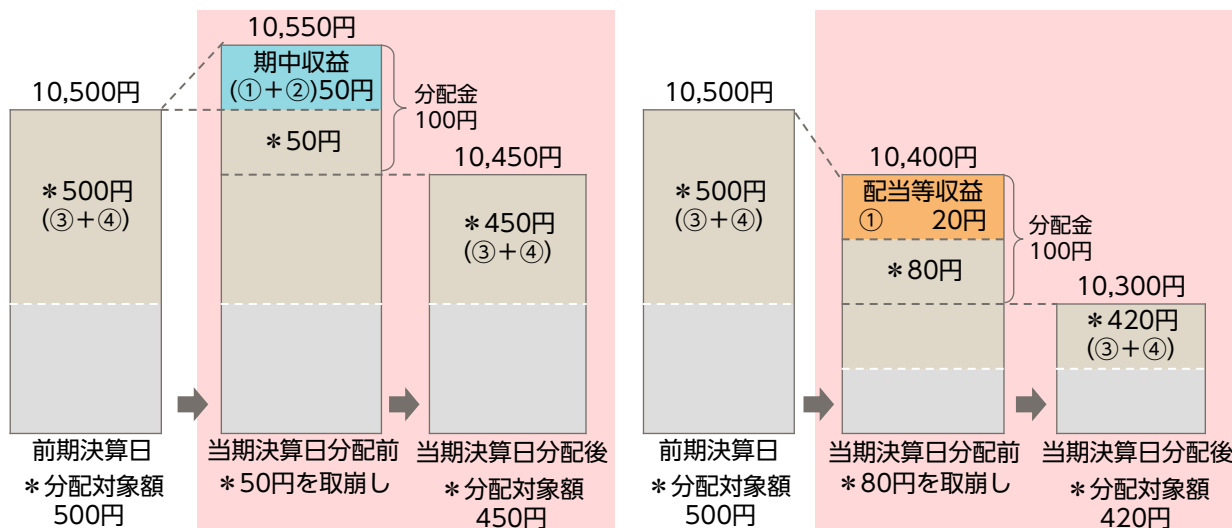 10,500円
＊500円
(③＋④)
前期決算日
＊分配対象額
500円
10,550円
期中収益
(①＋②)50円
＊50円
分配金
100円
当期決算日分配前
＊50円を取崩し
10,450円
＊450円
(③＋④)
当期決算日分配後
＊分配対象額
450円
10,500円
＊500円
(③＋④)
前期決算日
＊分配対象額
500円
10,400円
配当等収益
① 20円
＊80円
分配金
100円
当期決算日分配前
＊80円を取崩し
10,300円
＊420円
(③＋④)
当期決算日分配後
＊分配対象額
420円